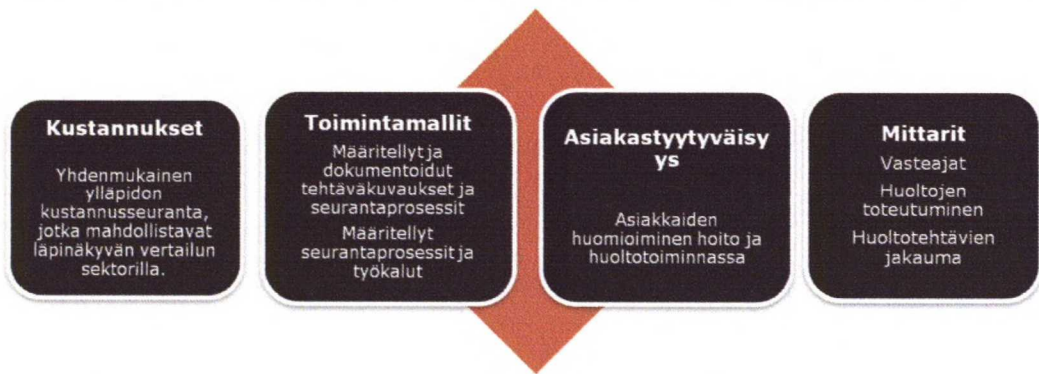 Kustannukset
Yhdenmukainen
ylläpidon
kustannusseuranta,
jotka mahdollistavat
läpinäkyvän vertailun
sektorilla.
Toimintamallit
Määritellyt ja
dokumentoidut
tehtäväkuvaukset ja
seurantaprosessit
Määritellyt
seurantaprosessit ja
työkalut
Asiakastyytyväisy
ys
Asiakkaiden
huomioiminen hoito ja
huoltotoiminnassa
Mittarit
Vasteajat
Huoltojen
toteutuminen
Huoltotehtävien
jakauma